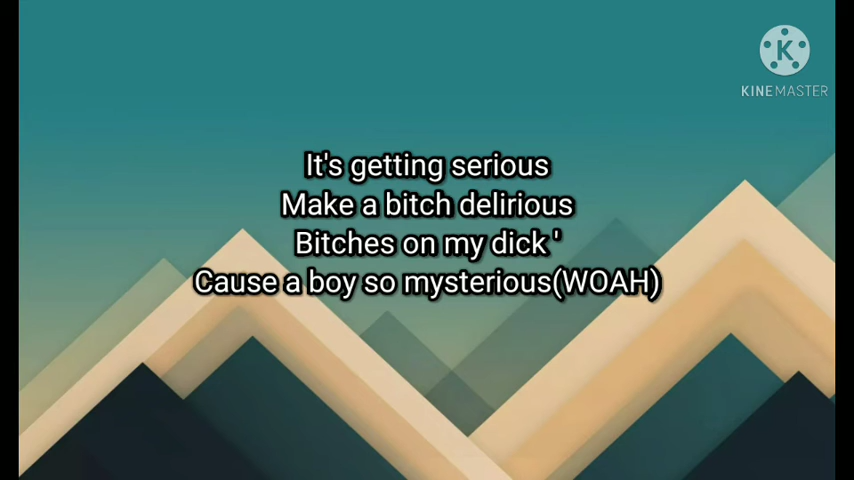 KINEMASTER
It's getting serious
Make a bitch delirious
Bitches on my dick '
Cause a boy so mysterious(WOAH)